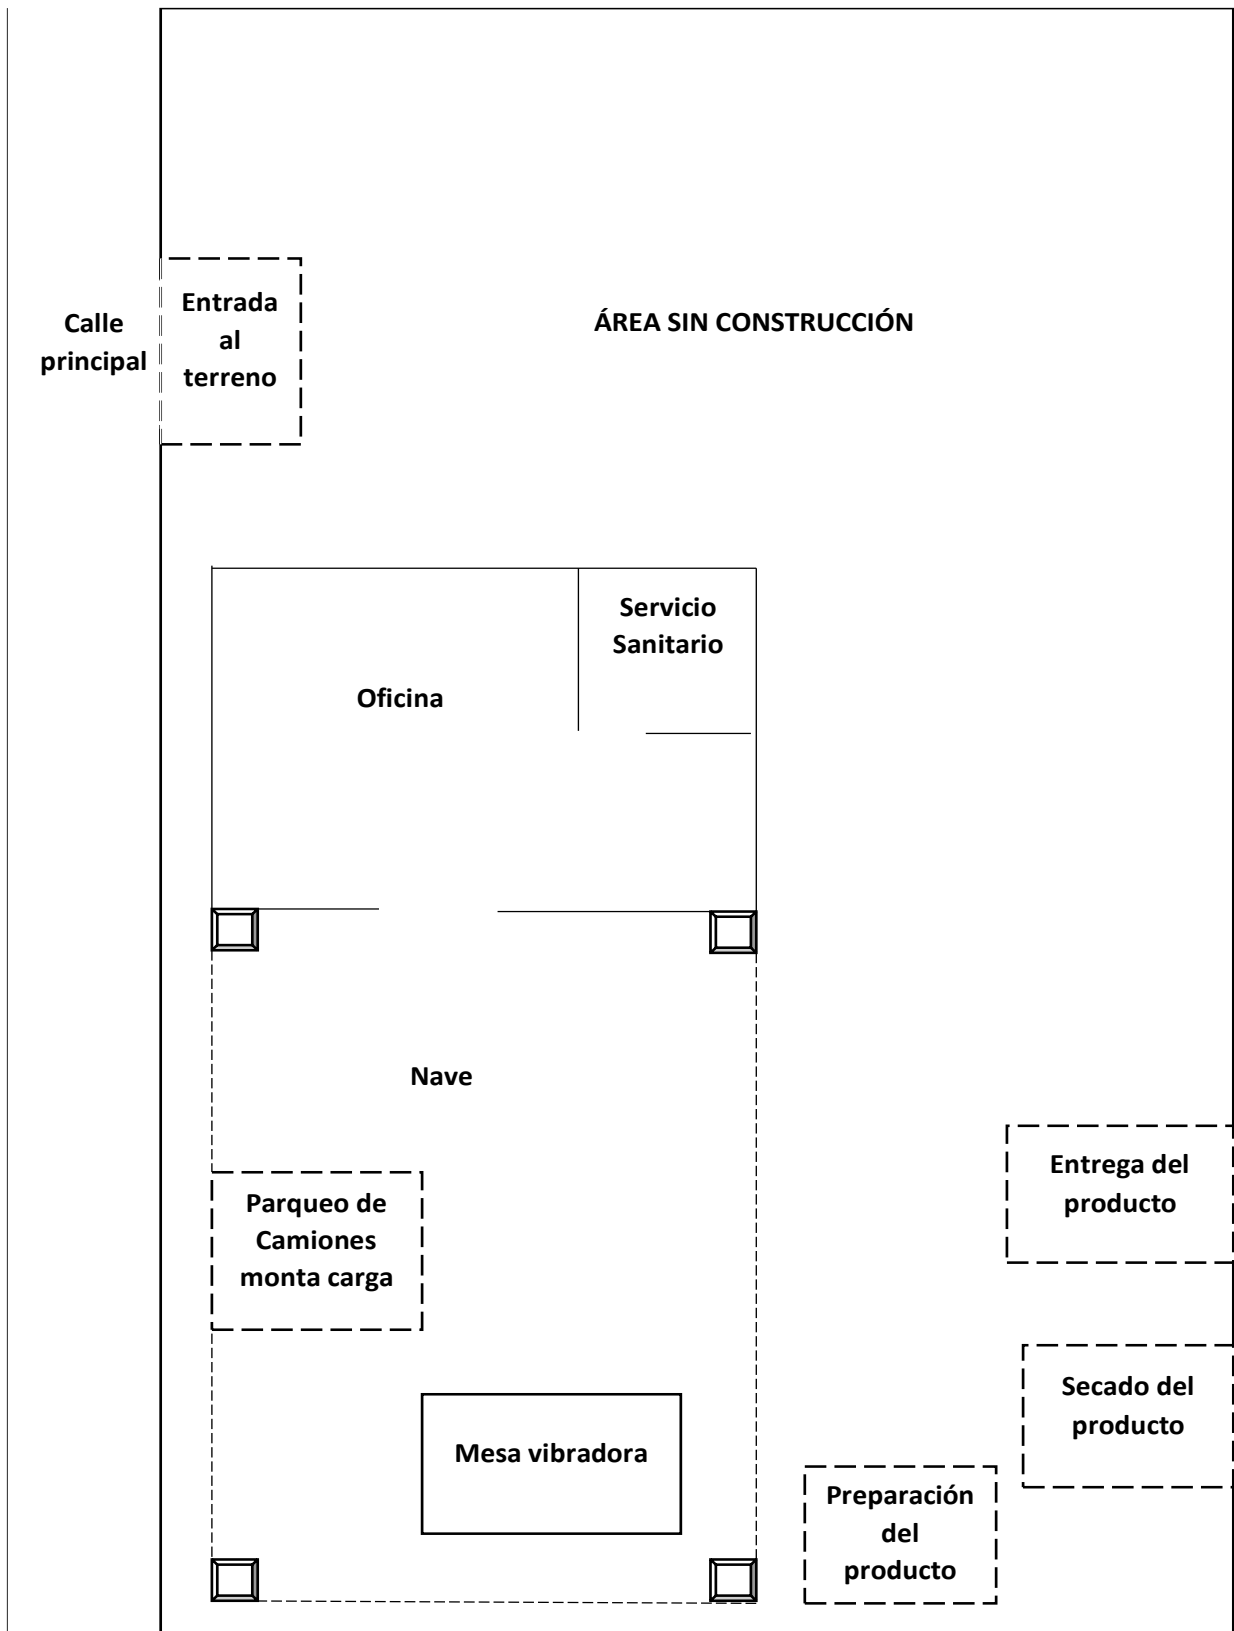 Calle
principal
Entrada
al
terreno
ÁREA SIN CONSTRUCCIÓN
Servicio
Sanitario
Oficina
Nave
Entrega del
producto
Parqueo de
Camiones
monta carga
Secado del
producto
Mesa vibradora
Preparación
del
producto